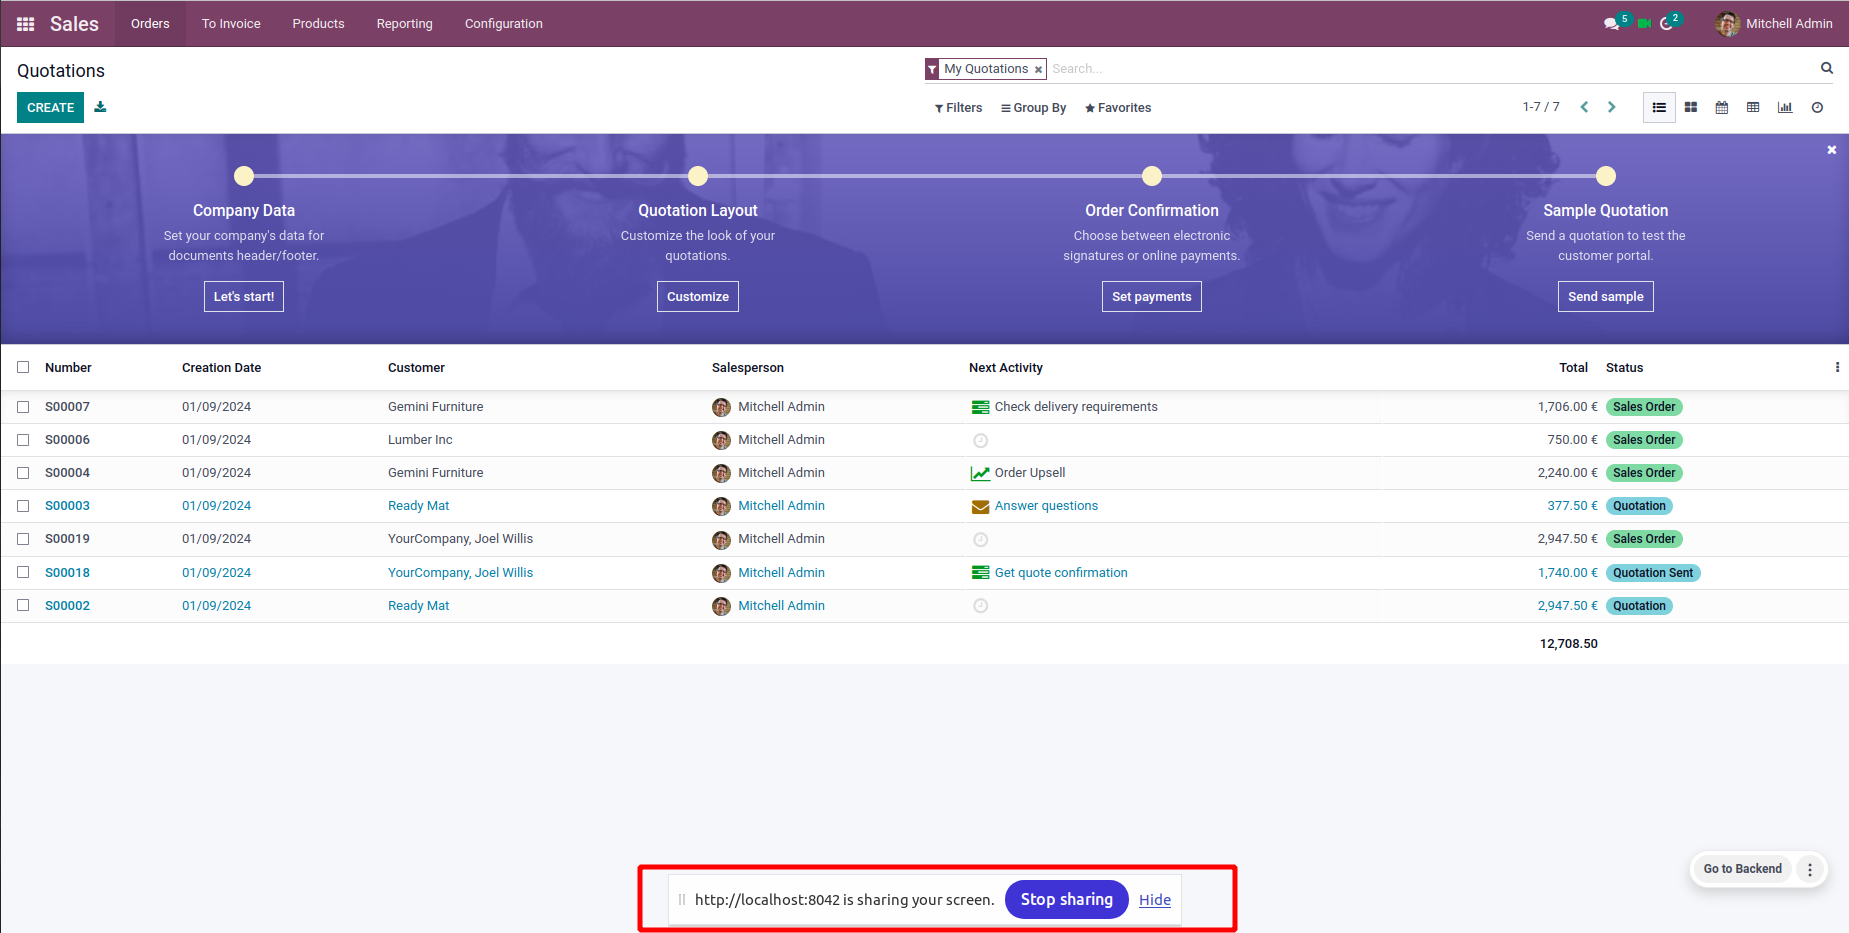 Sales Orders To Invoice Products Reporting Configuration 5 2 Mitchell Admin
Quotations
My Quotations × Search...
CREATE
Filters Group By Favorites 1-7 / 7
Company Data Quotation Layout Order Confirmation Sample Quotation
Set your company's data for Customize the look of your Choose between electronic Send a quotation to test the
documents header/footer. quotations. signatures or online payments. customer portal.
Let's start! Customize Set payments Send sample
Number Creation Date Customer Salesperson Next Activity Total Status
S00007 01/09/2024 Gemini Furniture Mitchell Admin Check delivery requirements 1,706.00 € Sales Order
S00006 01/09/2024 Lumber Inc Mitchell Admin 750.00 € Sales Order
S00004 01/09/2024 Gemini Furniture Mitchell Admin Order Upsell 2,240.00 € Sales Order
S00003 01/09/2024 Ready Mat Mitchell Admin Answer questions 377.50 € Quotation
S00019 01/09/2024 YourCompany, Joel Willis Mitchell Admin 2,947.50 € Sales Order
S00018 01/09/2024 YourCompany, Joel Willis Mitchell Admin Get quote confirmation 1,740.00 € Quotation Sent
S00002 01/09/2024 Ready Mat Mitchell Admin 2,947.50 € Quotation
12,708.50
Go to Backend
http://localhost:8042 is sharing your screen. Stop sharing Hide